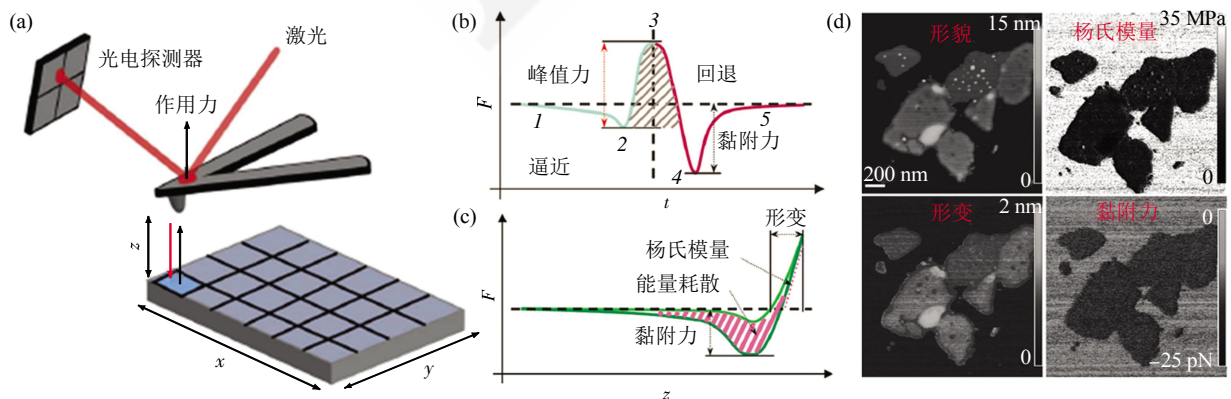 (a)
激光
光电探测器
作用力
z
x
y
(b)
3
峰值力
回退
F
1
2
5
黏附力
4
逼近
t
(c)
形变
杨氏模量
能量耗散
F
黏附力
z
(d)
15 nm
形貌
200 nm
0
35 MPa
杨氏模量
0
2 nm
形变
0
0
黏附力
−25 pN